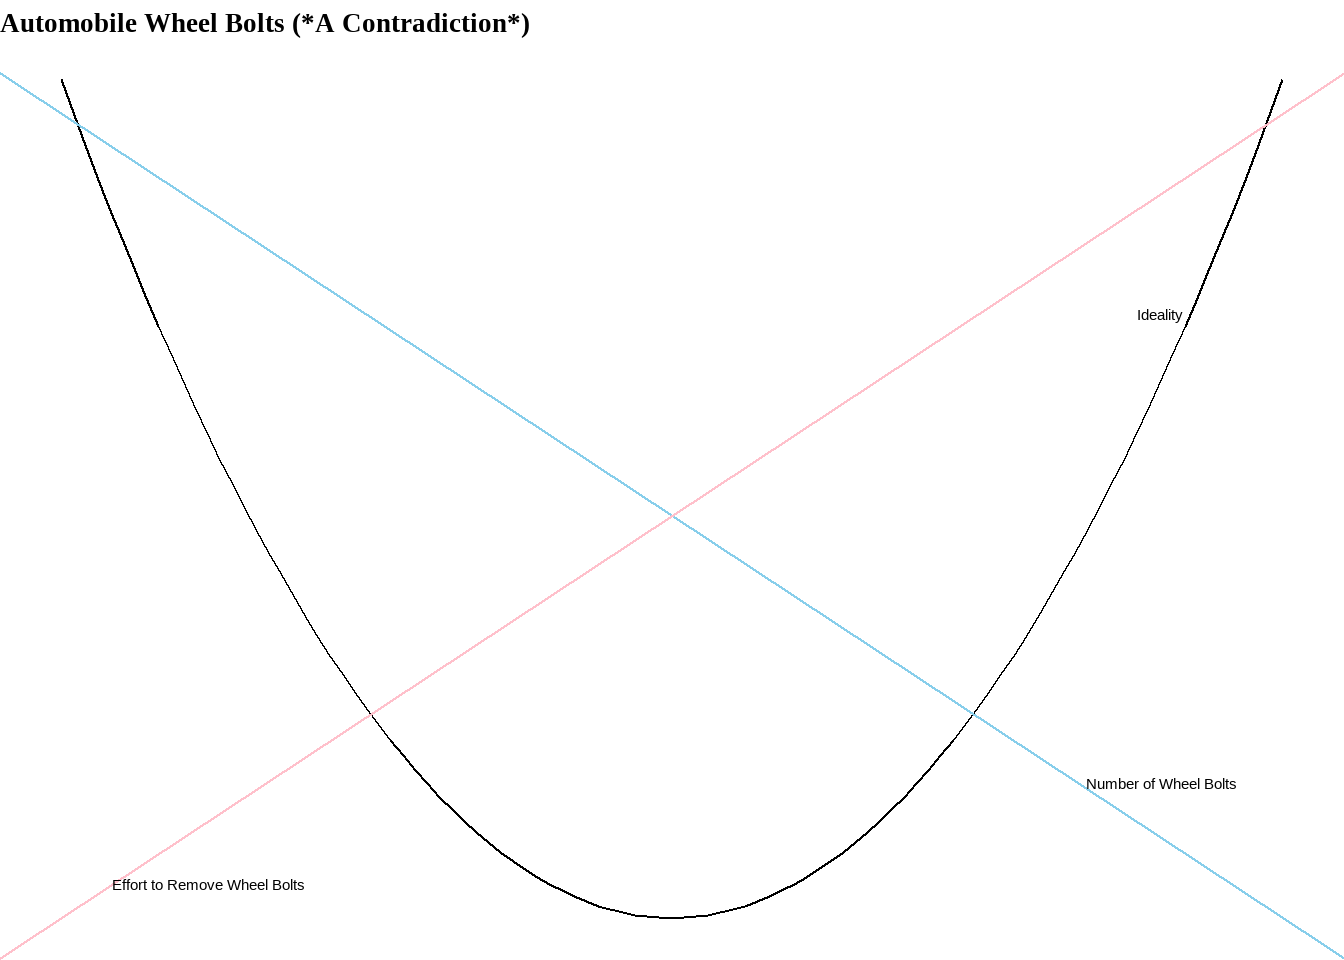 Automobile Wheel Bolts (*A Contradiction*)
Ideality
Number of Wheel Bolts
Effort to Remove Wheel Bolts